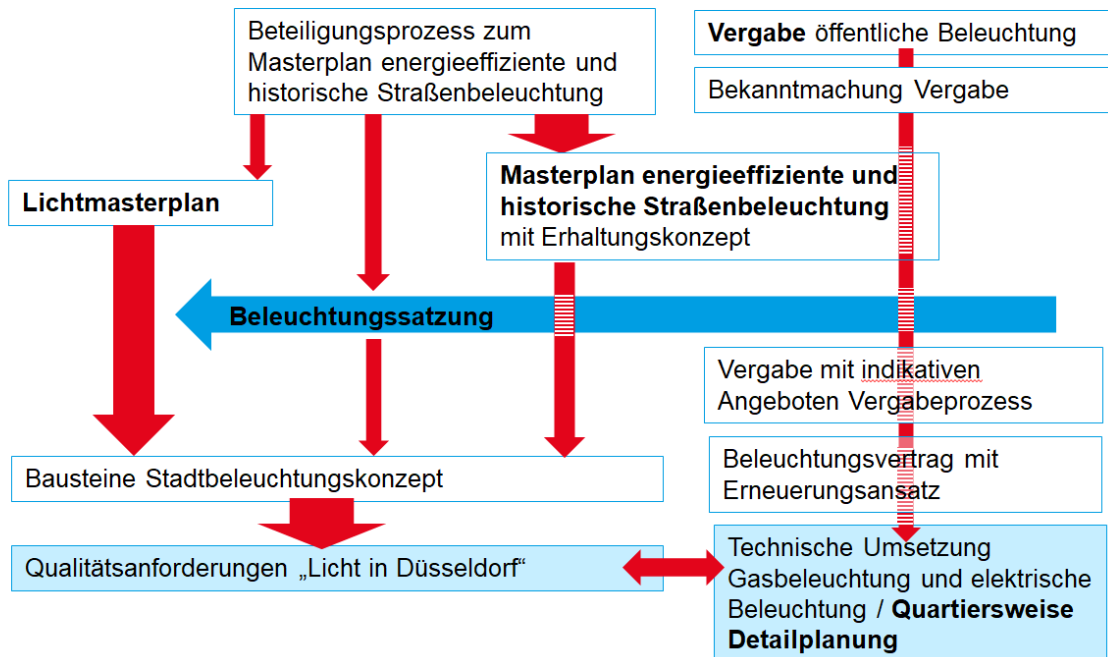 Beteiligungsprozess zum
Masterplan energieeffiziente und
historische Straßenbeleuchtung
Vergabe öffentliche Beleuchtung
Bekanntmachung Vergabe
Lichtmasterplan
Masterplan energieeffiziente und
historische Straßenbeleuchtung
mit Erhaltungskonzept
Beleuchtungssatzung
Vergabe mit indikativen
Angeboten Vergabeprozess
Bausteine Stadtbeleuchtungskonzept
Beleuchtungsvertrag mit
Erneuerungsansatz
Qualitätsanforderungen „Licht in Düsseldorf“
Technische Umsetzung
Gasbeleuchtung und elektrische
Beleuchtung / Quartiersweise
Detailplanung